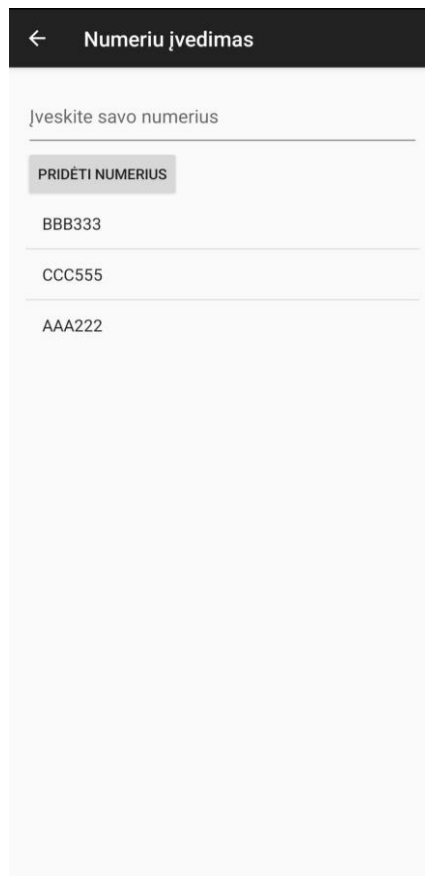 Numeriu įvedimas
Įveskite savo numerius
PRIDĖTI NUMERIUS
BBB333
CCC555
AAA222